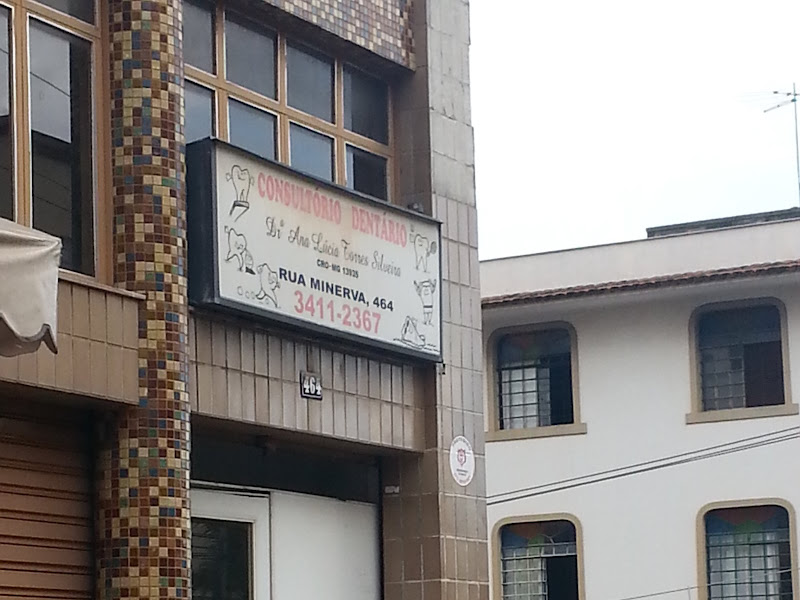 CONSULTÓRIO DENTÁRIO
Drª Ana Lúcia Torres Silveira
CRO-MG 13935
RUA MINERVA, 464
3411-2367
464